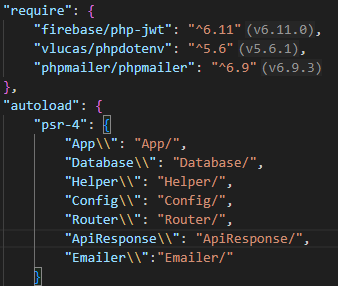 "require": {
"firebase/php-jwt": "^6.11" (v6.11.0),
"vlucas/phpdotenv": "^5.6" (v5.6.1),
"phpmailer/phpmailer": "^6.9" (v6.9.3)
},
"autoload": {
"psr-4": {
"App\\": "App/",
"Database\\": "Database/",
"Helper\\": "Helper/",
"Config\\": "Config/",
"Router\\": "Router/",
"ApiResponse\\": "ApiResponse/",
"Emailer\\":"Emailer/"
}